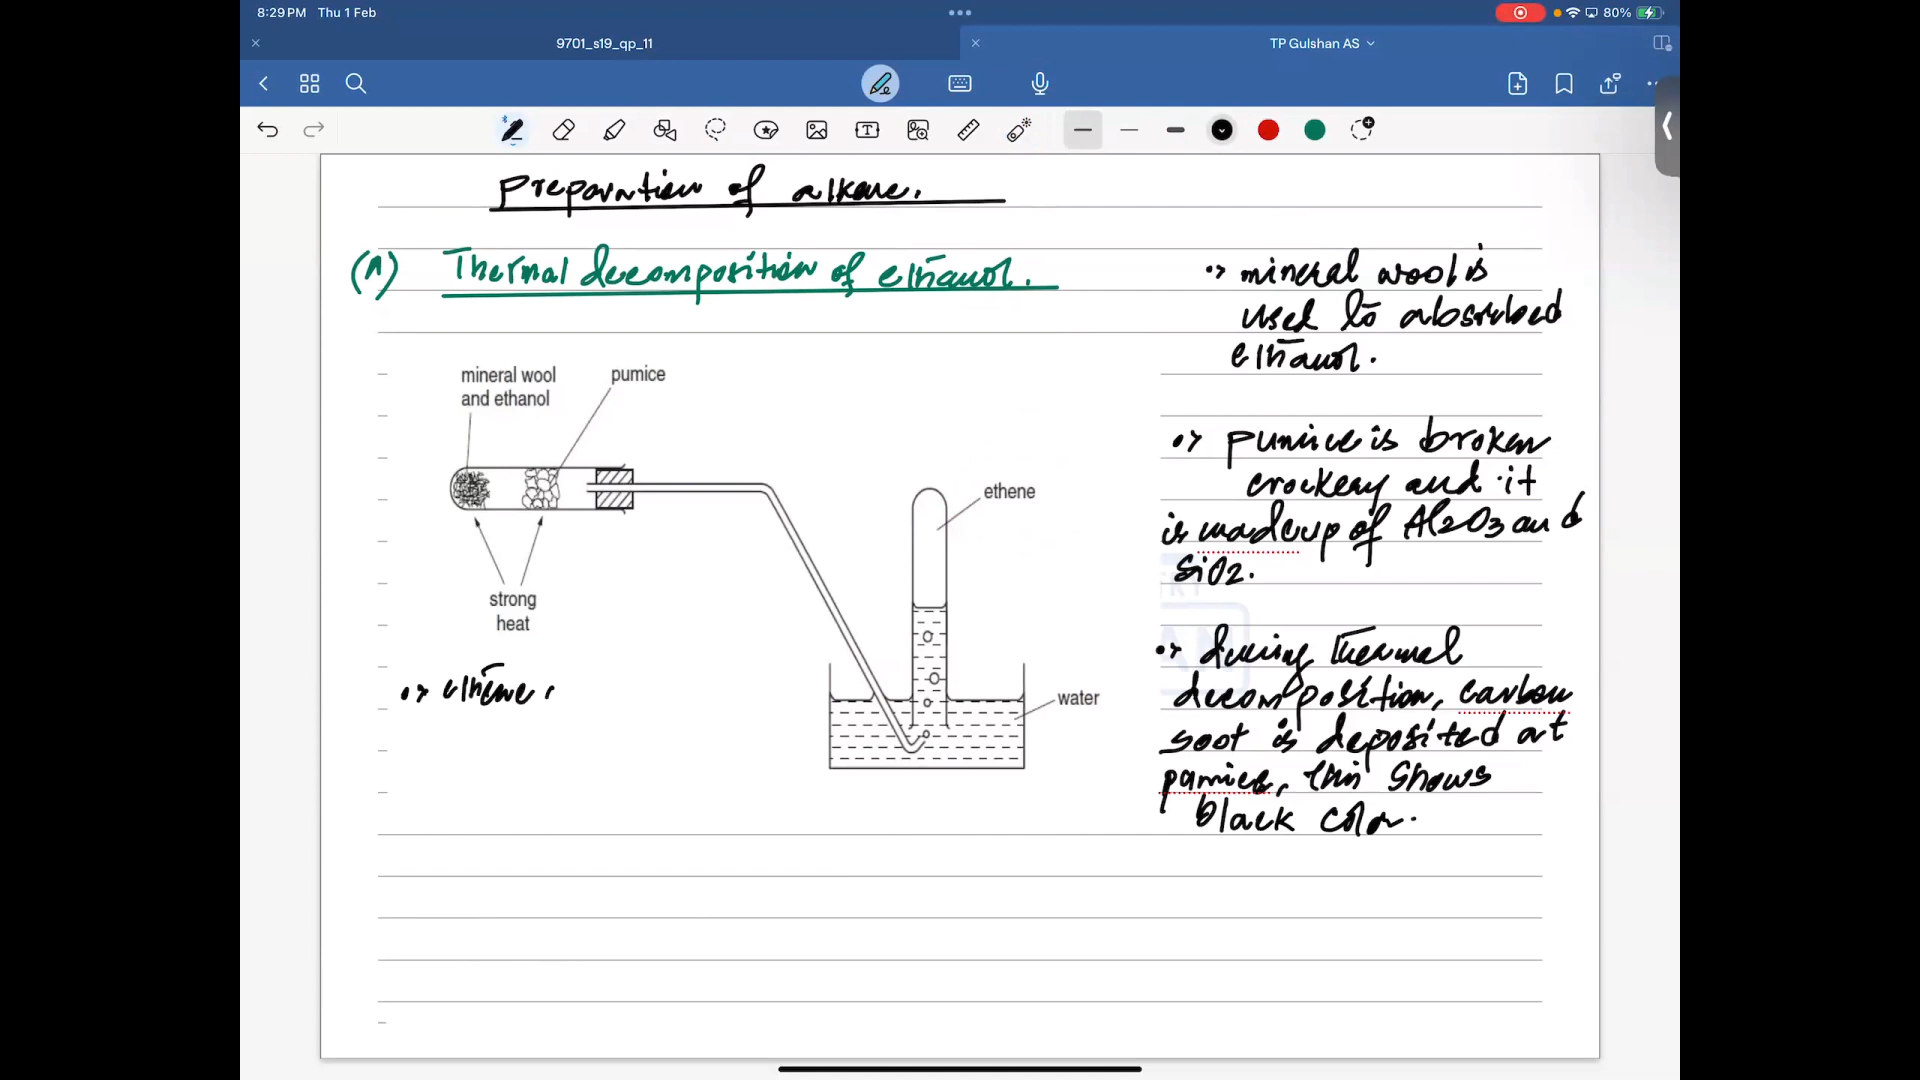 8:29 PM Thu 1 Feb
80%
9701_s19_qp_11
TP Gulshan AS
Preparation of alkene.
(A) Thermal decomposition of ethanol.
mineral wool
and ethanol
pumice
strong
heat
ethene
water
ethene
mineral wool is
used to absorbed
ethanol.
pumice is broken
crockery and it
is madeup of Al2O3 and
SiO2.
during thermal
decomposition, carbon
soot is deposited at
pumice, this shows
black color.